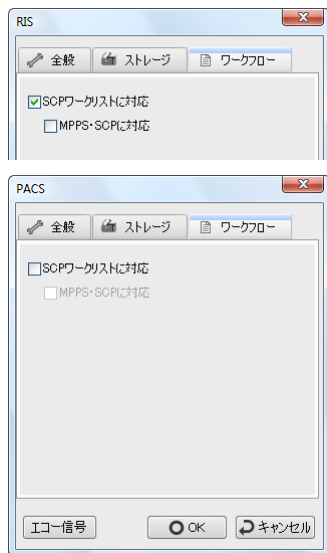 RIS
全般 ストレージ ワークフロー
SCPワークリストに対応
MPPS・SCPに対応
PACS
全般 ストレージ ワークフロー
SCPワークリストに対応
MPPS・SCPに対応
エコー信号 OK キャンセル